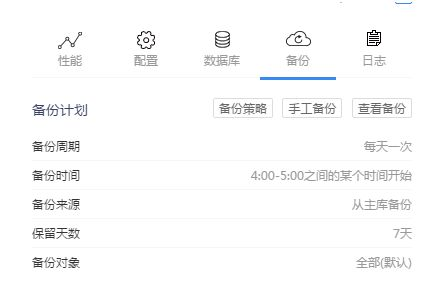 性能 配置 数据库 备份 日志
备份计划 备份策略 手工备份 查看备份
备份周期 每天一次
备份时间 4:00-5:00之间的某个时间开始
备份来源 从主库备份
保留天数 7天
备份对象 全部(默认)